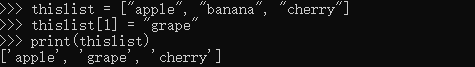 >>> thislist = ["apple", "banana", "cherry"]
>>> thislist[1] = "grape"
>>> print(thislist)
['apple', 'grape', 'cherry']